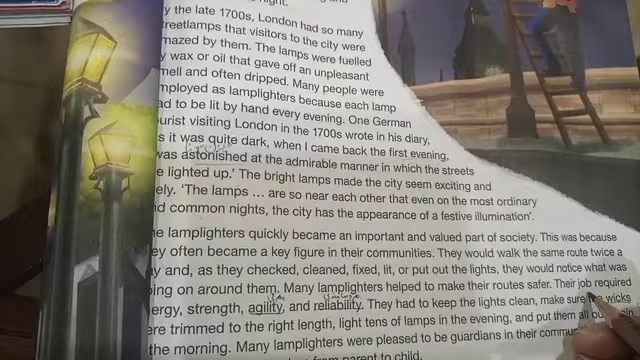 night.
y the late 1700s, London had so many
reetlamps that visitors to the city were
mazed by them. The lamps were fuelled
y wax or oil that gave off an unpleasant
mell and often dripped. Many people were
mployed as lamplighters because each lamp
ad to be lit by hand every evening. One German
urist visiting London in the 1700s wrote in his diary,
s it was quite dark, when I came back the first evening,
was astonished at the admirable manner in which the streets
e lighted up.' The bright lamps made the city seem exciting and
ely. 'The lamps ... are so near each other that even on the most ordinary
d common nights, the city has the appearance of a festive illumination'.
he lamplighters quickly became an important and valued part of society. This was because
ey often became a key figure in their communities. They would walk the same route twice a
y and, as they checked, cleaned, fixed, lit, or put out the lights, they would notice what was
ing on around them. Many lamplighters helped to make their routes safer. Their job required
ergy, strength, agility, and reliability. They had to keep the lights clean, make sure wicks
ere trimmed to the right length, light tens of lamps in the evening, and put them all
the morning. Many lamplighters were pleased to be guardians in their
from parent to child.